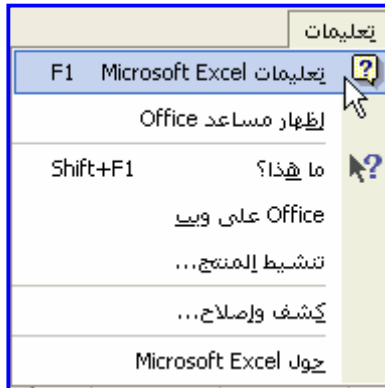 تعليمات
تعليمات Microsoft Excel F1
إظهار مساعد Office
ما هذا؟ Shift+F1
Office على ويب
تنشيط المنتج...
كشف وإصلاح...
حول Microsoft Excel